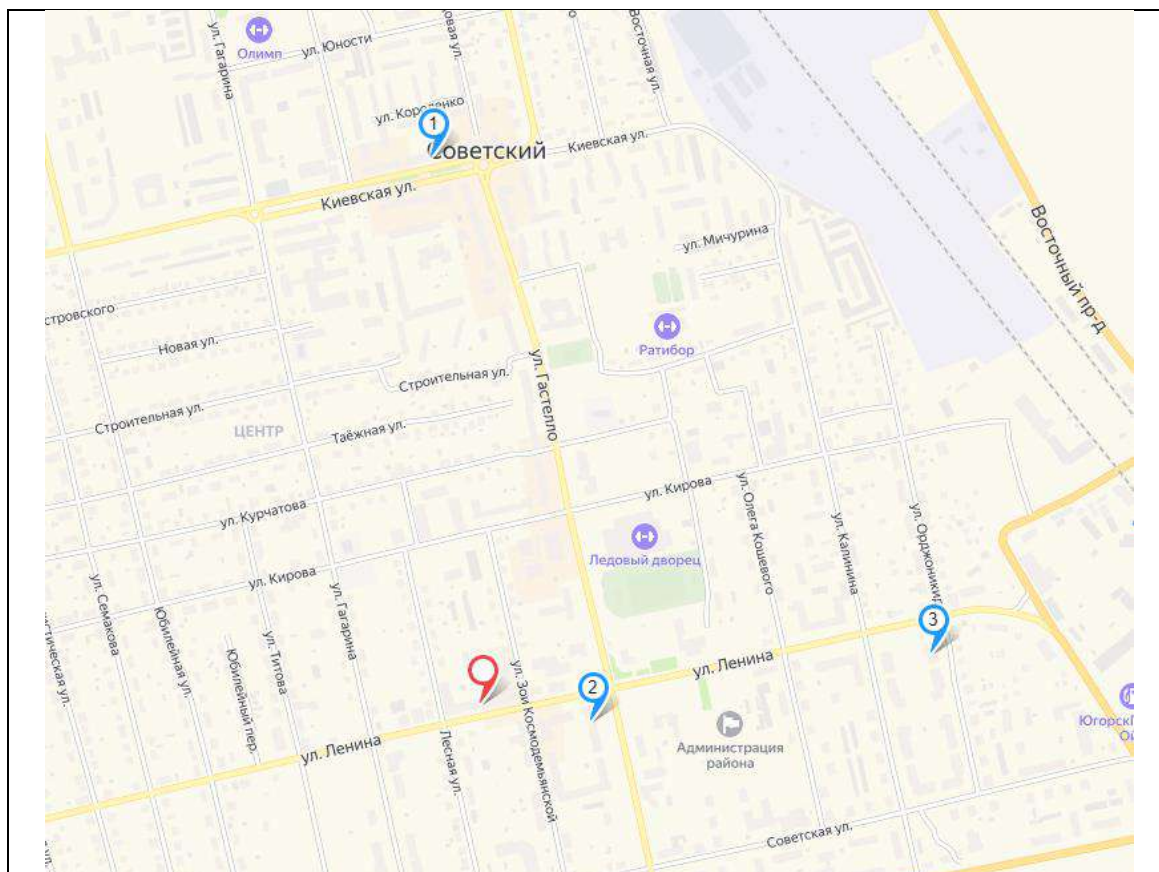 ул. Гагарина
Олимп
ул. Юности
Восточная ул.
ул. Короленко
1
Советский
Киевская ул.
Киевская ул.
ул. Мичурина
Восточный пр-д
Ратибор
Новая ул.
ул. Гастелло
Строительная ул.
Строительная ул.
ЦЕНТР
Таёжная ул.
ул. Курчатова
ул. Кирова
ул. Олега Кошевого
ул. Калинина
Ледовый дворец
ул. Кирова
ул. Семакова
Юбилейная ул.
ул. Титова
ул. Гагарина
Юбилейный пер.
3
ул. Ленина
2
ул. Зои Космодемьянской
Лесная ул.
Администрация
района
ул. Ленина
Советская ул.